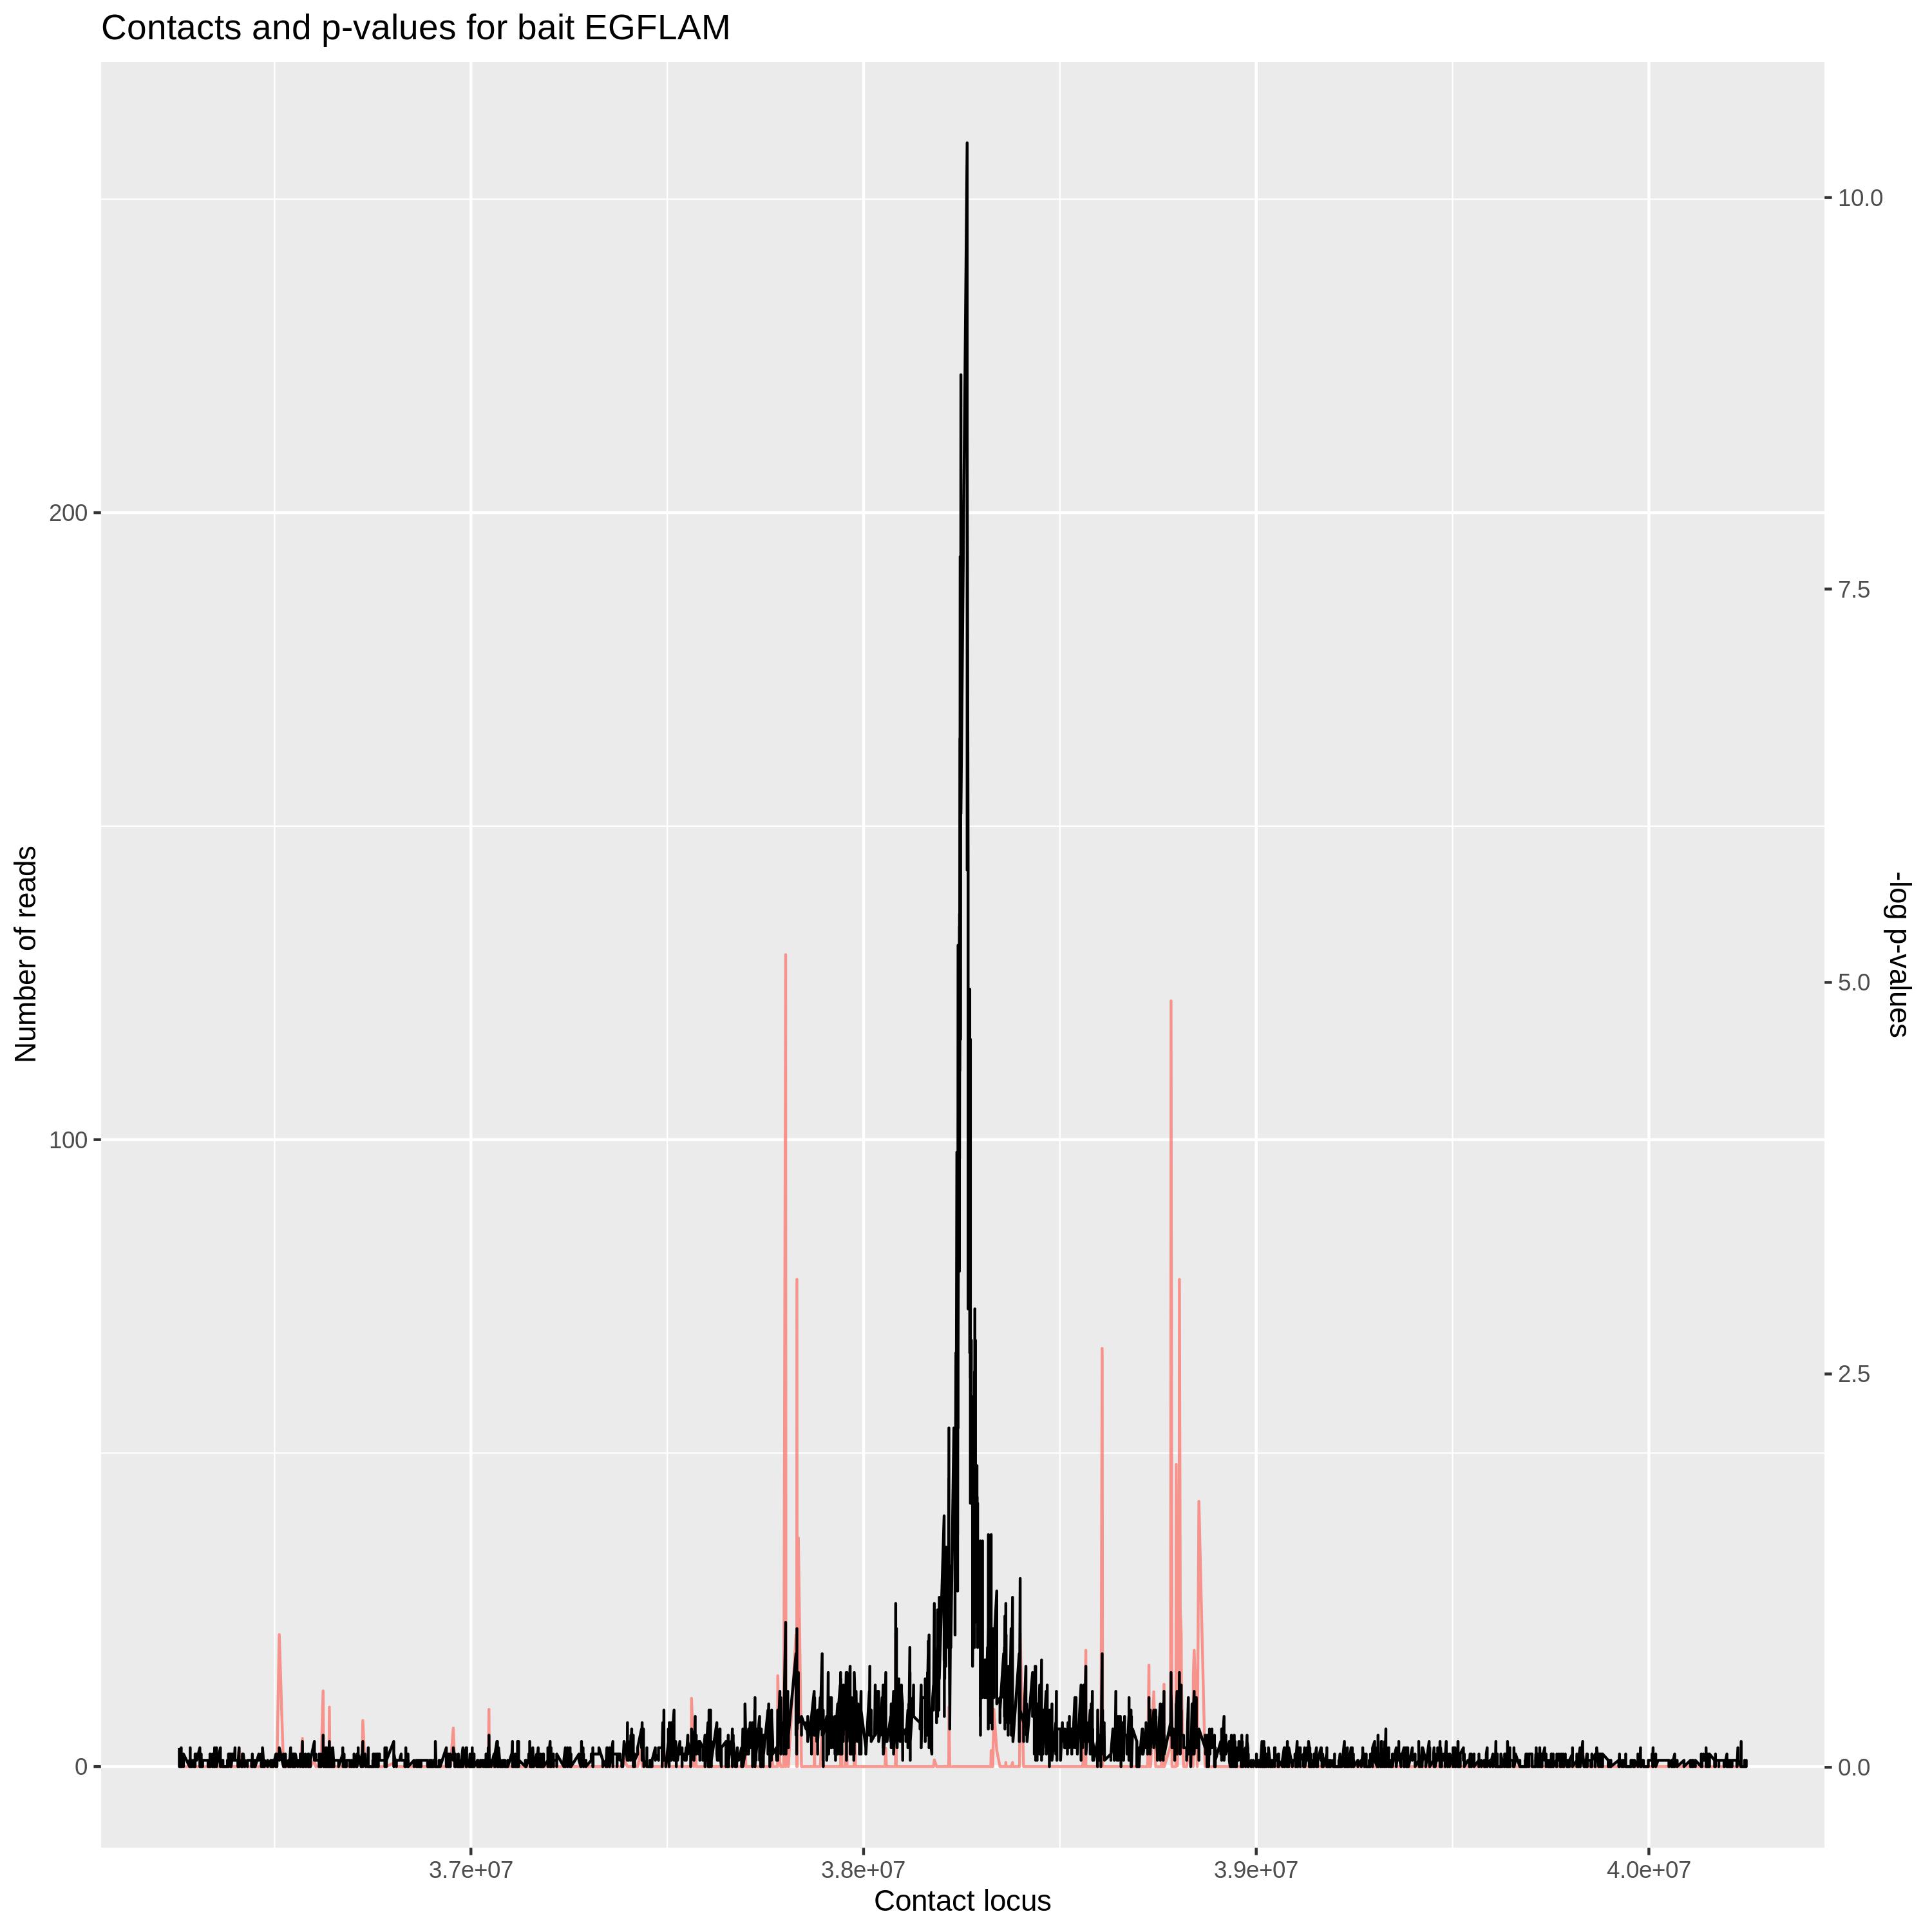 Contacts and p-values for bait EGFLAM
Number of reads
200
100
0
10.0
7.5
5.0
2.5
0.0
-log p-values
3.7e+07
3.8e+07
3.9e+07
4.0e+07
Contact locus